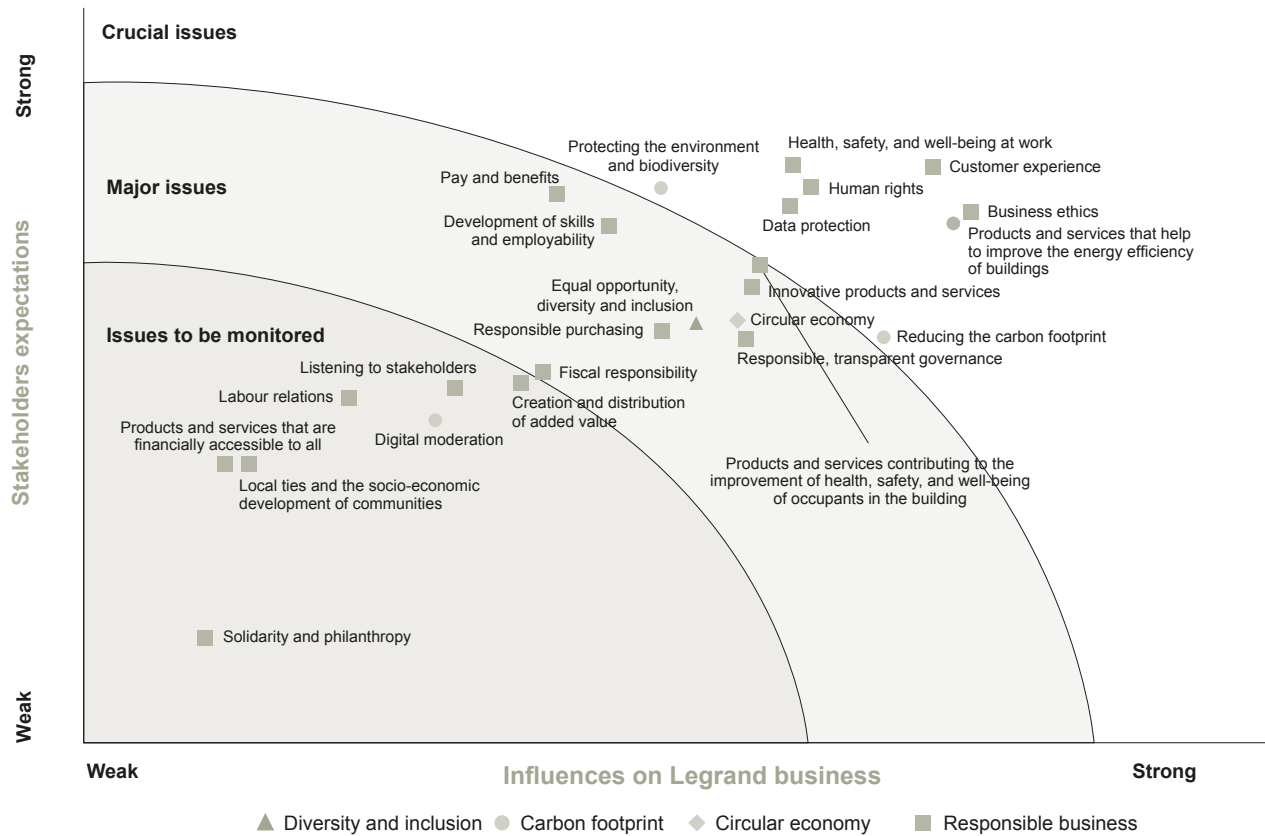 Crucial issues
Strong
Protecting the environment
and biodiversity
Health, safety, and well-being at work
Customer experience
Pay and benefits
Major issues
Human rights
Development of skills
and employability
Data protection
Business ethics
Products and services that help
to improve the energy efficiency
of buildings
Stakeholders expectations
Equal opportunity,
diversity and inclusion
Innovative products and services
Issues to be monitored
Responsible purchasing
Circular economy
Reducing the carbon footprint
Responsible, transparent governance
Listening to stakeholders
Fiscal responsibility
Labour relations
Creation and distribution
of added value
Products and services that are
financially accessible to all
Digital moderation
Products and services contributing to the
improvement of health, safety, and well-being
of occupants in the building
Local ties and the socio-economic
development of communities
Solidarity and philanthropy
Weak
Weak
Influences on Legrand business
Strong
Diversity and inclusion
Carbon footprint
Circular economy
Responsible business